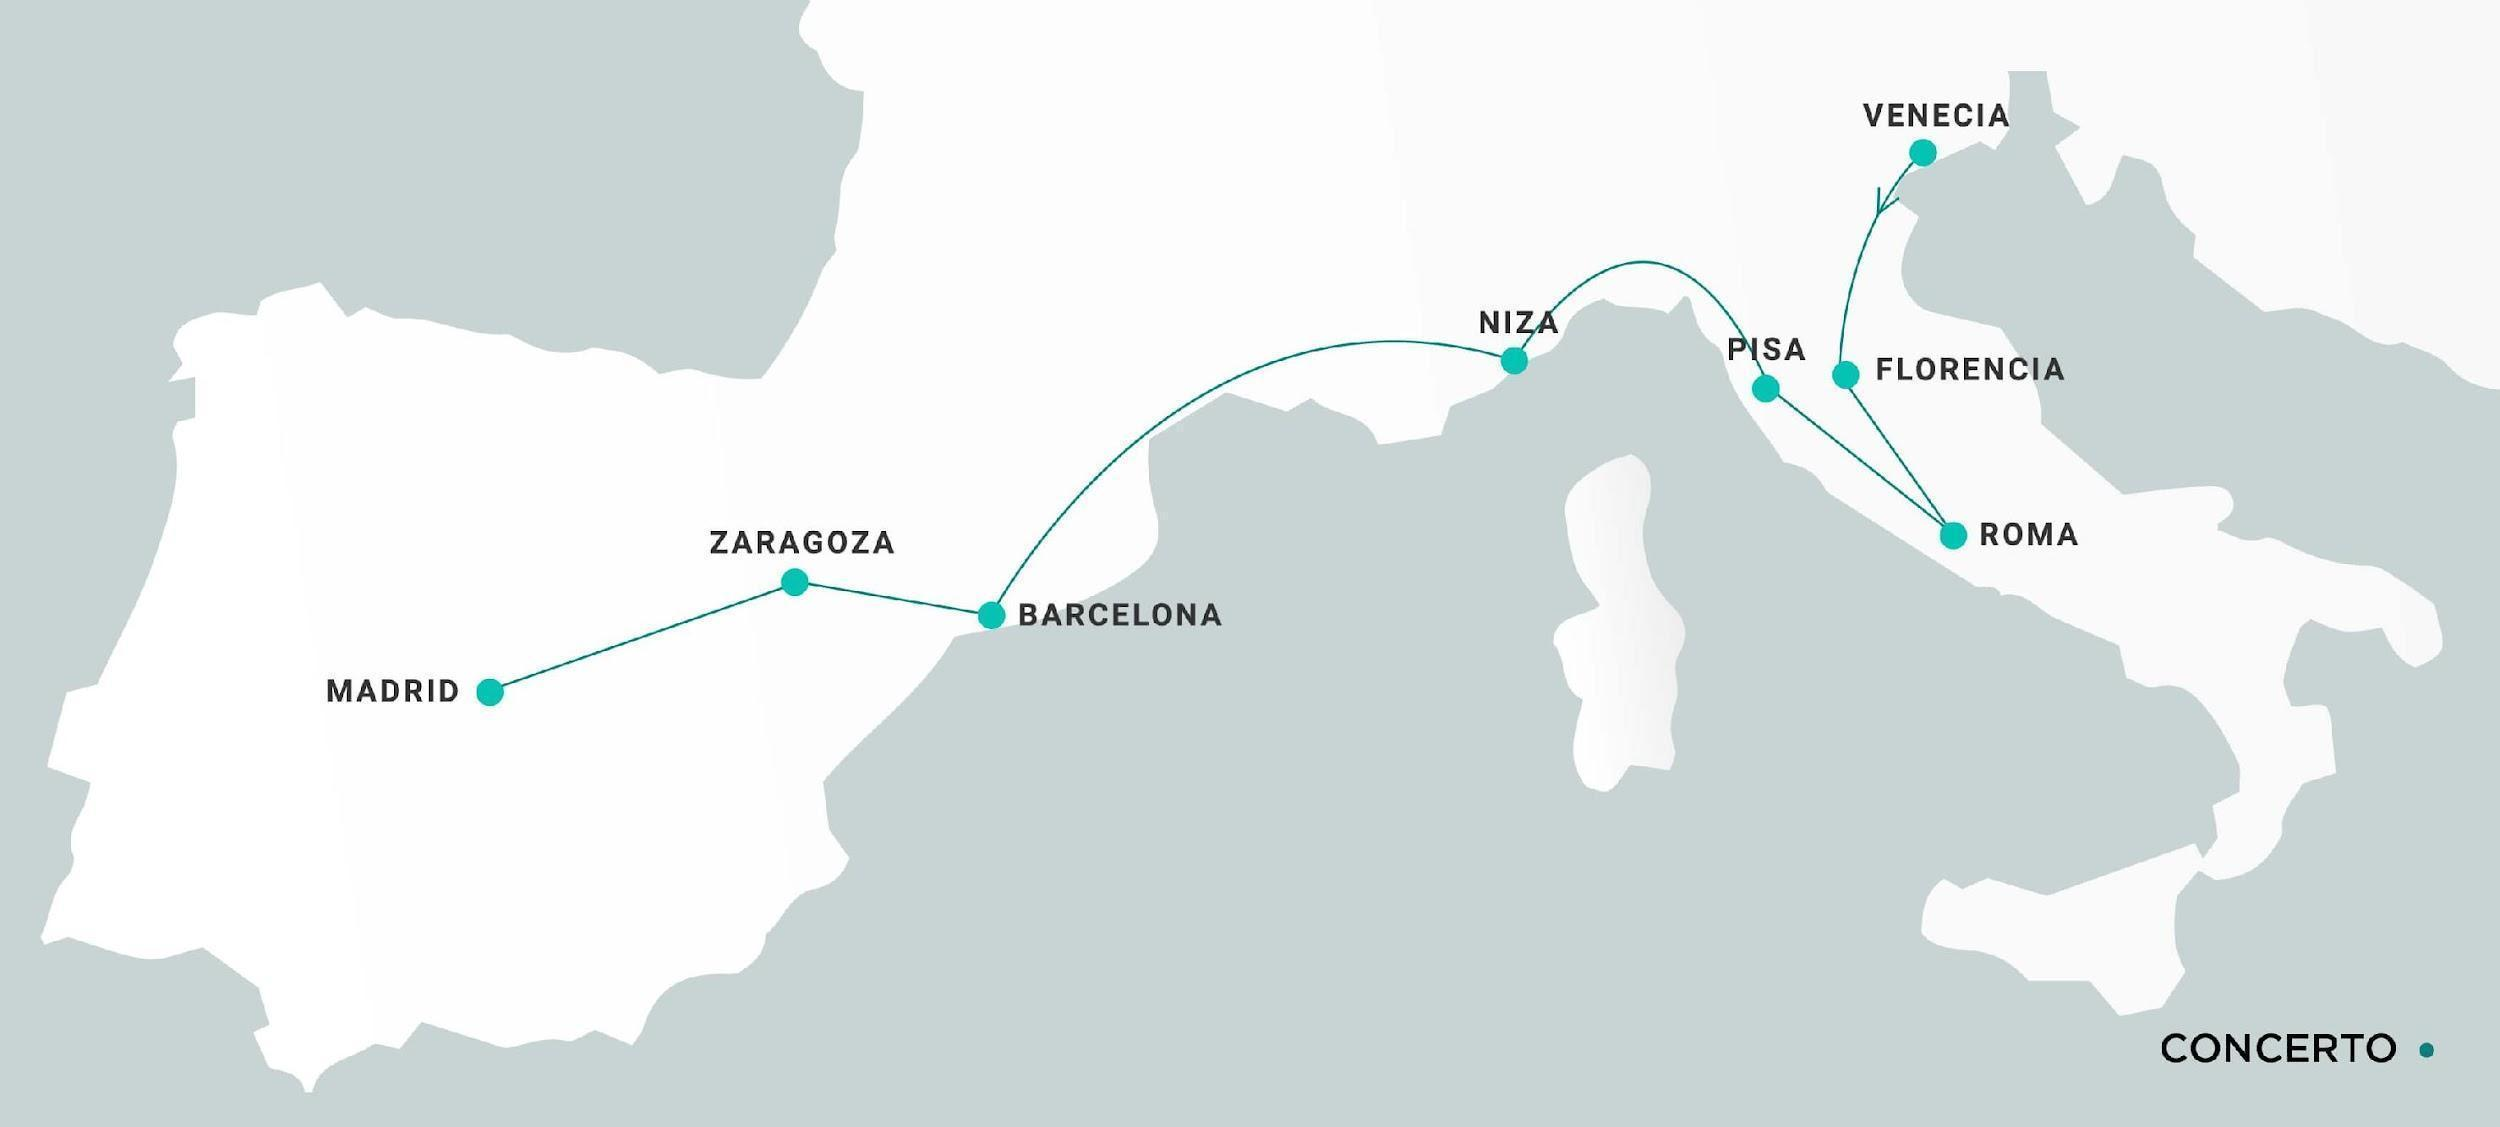 VENECIA
NIZA
PISA
FLORENCIA
ZARAGOZA
ROMA
BARCELONA
MADRID
CONCERTO